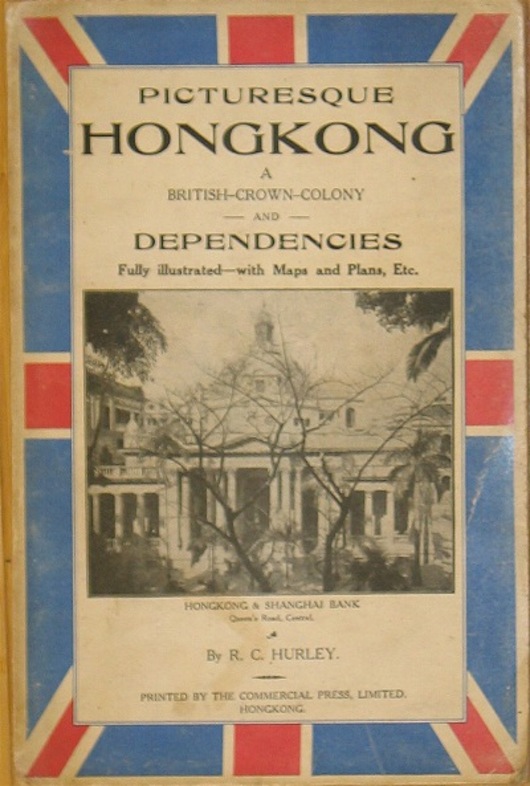 PICTURESQUE
HONGKONG
A
BRITISH-CROWN-COLONY
— AND —
DEPENDENCIES
Fully illustrated—with Maps and Plans, Etc.
HONGKONG & SHANGHAI BANK
Queen's Road, Central.
By R. C. HURLEY.
PRINTED BY THE COMMERCIAL PRESS, LIMITED.
HONGKONG.